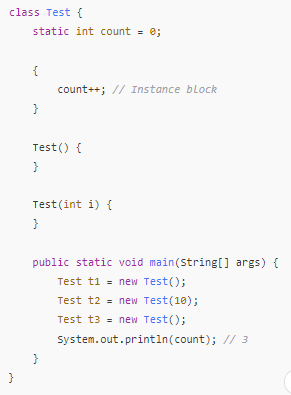 class Test {
    static int count = 0;

    {
        count++; // Instance block
    }

    Test() {
    }

    Test(int i) {
    }

    public static void main(String[] args) {
        Test t1 = new Test();
        Test t2 = new Test(10);
        Test t3 = new Test();
        System.out.println(count); // 3
    }
}